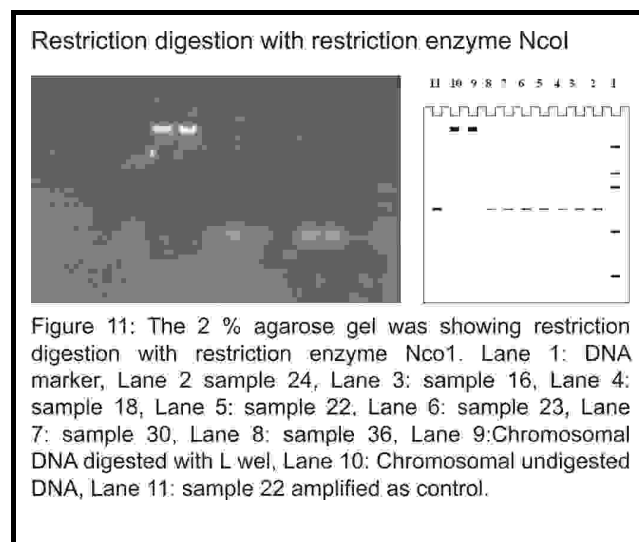 Restriction digestion with restriction enzyme NcoI
11 10 9 8 7 6 5 4 3 2 1
Figure 11: The 2 % agarose gel was showing restriction
digestion with restriction enzyme Nco1. Lane 1: DNA
marker, Lane 2 sample 24, Lane 3: sample 16, Lane 4:
sample 18, Lane 5: sample 22, Lane 6: sample 23, Lane
7: sample 30, Lane 8: sample 36, Lane 9:Chromosomal
DNA digested with L wel, Lane 10: Chromosomal undigested
DNA, Lane 11: sample 22 amplified as control.